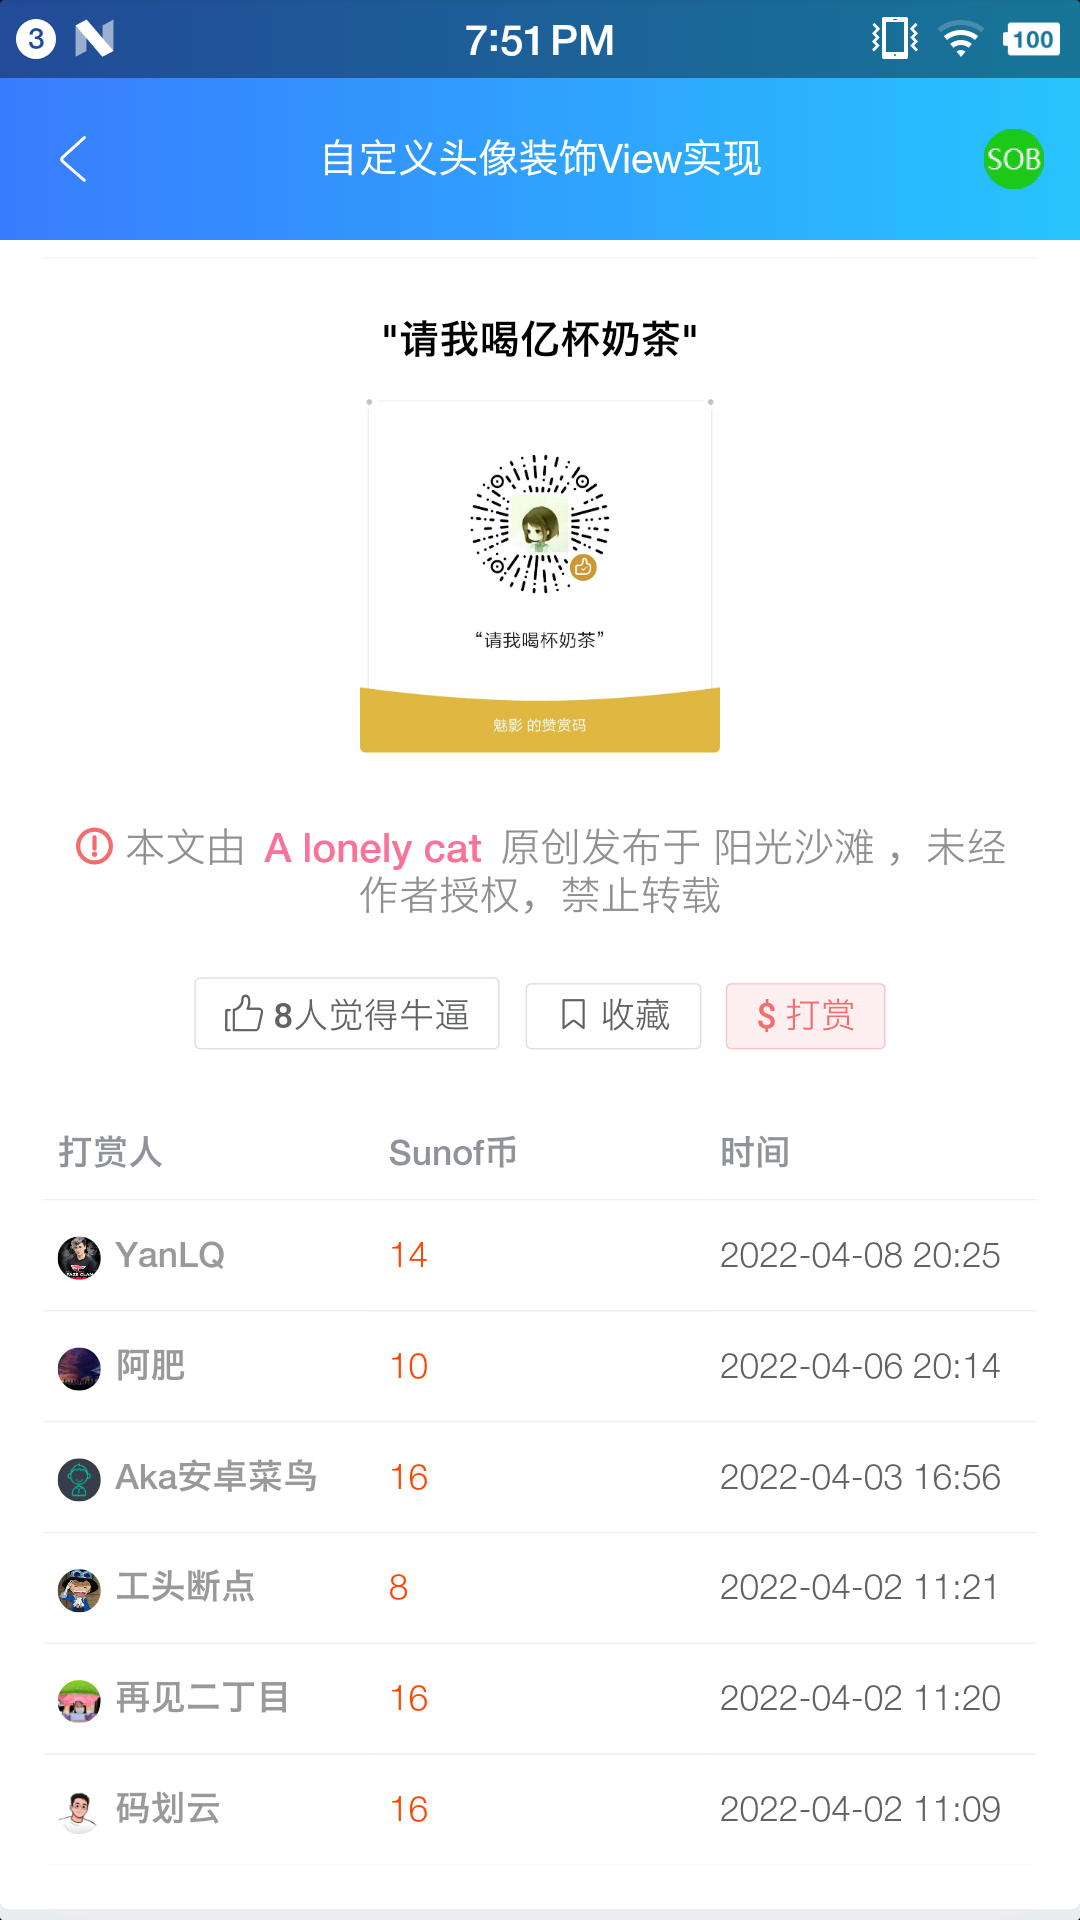 3 7:51 PM 100
自定义头像装饰View实现 SOB
"请我喝亿杯奶茶"
“请我喝杯奶茶”
魅影 的赞赏码
本文由 A lonely cat 原创发布于 阳光沙滩 ，未经
作者授权，禁止转载
8人觉得牛逼 收藏 $ 打赏
打赏人 Sunof币 时间
YanLQ 14 2022-04-08 20:25
阿肥 10 2022-04-06 20:14
Aka安卓菜鸟 16 2022-04-03 16:56
工头断点 8 2022-04-02 11:21
再见二丁目 16 2022-04-02 11:20
码划云 16 2022-04-02 11:09